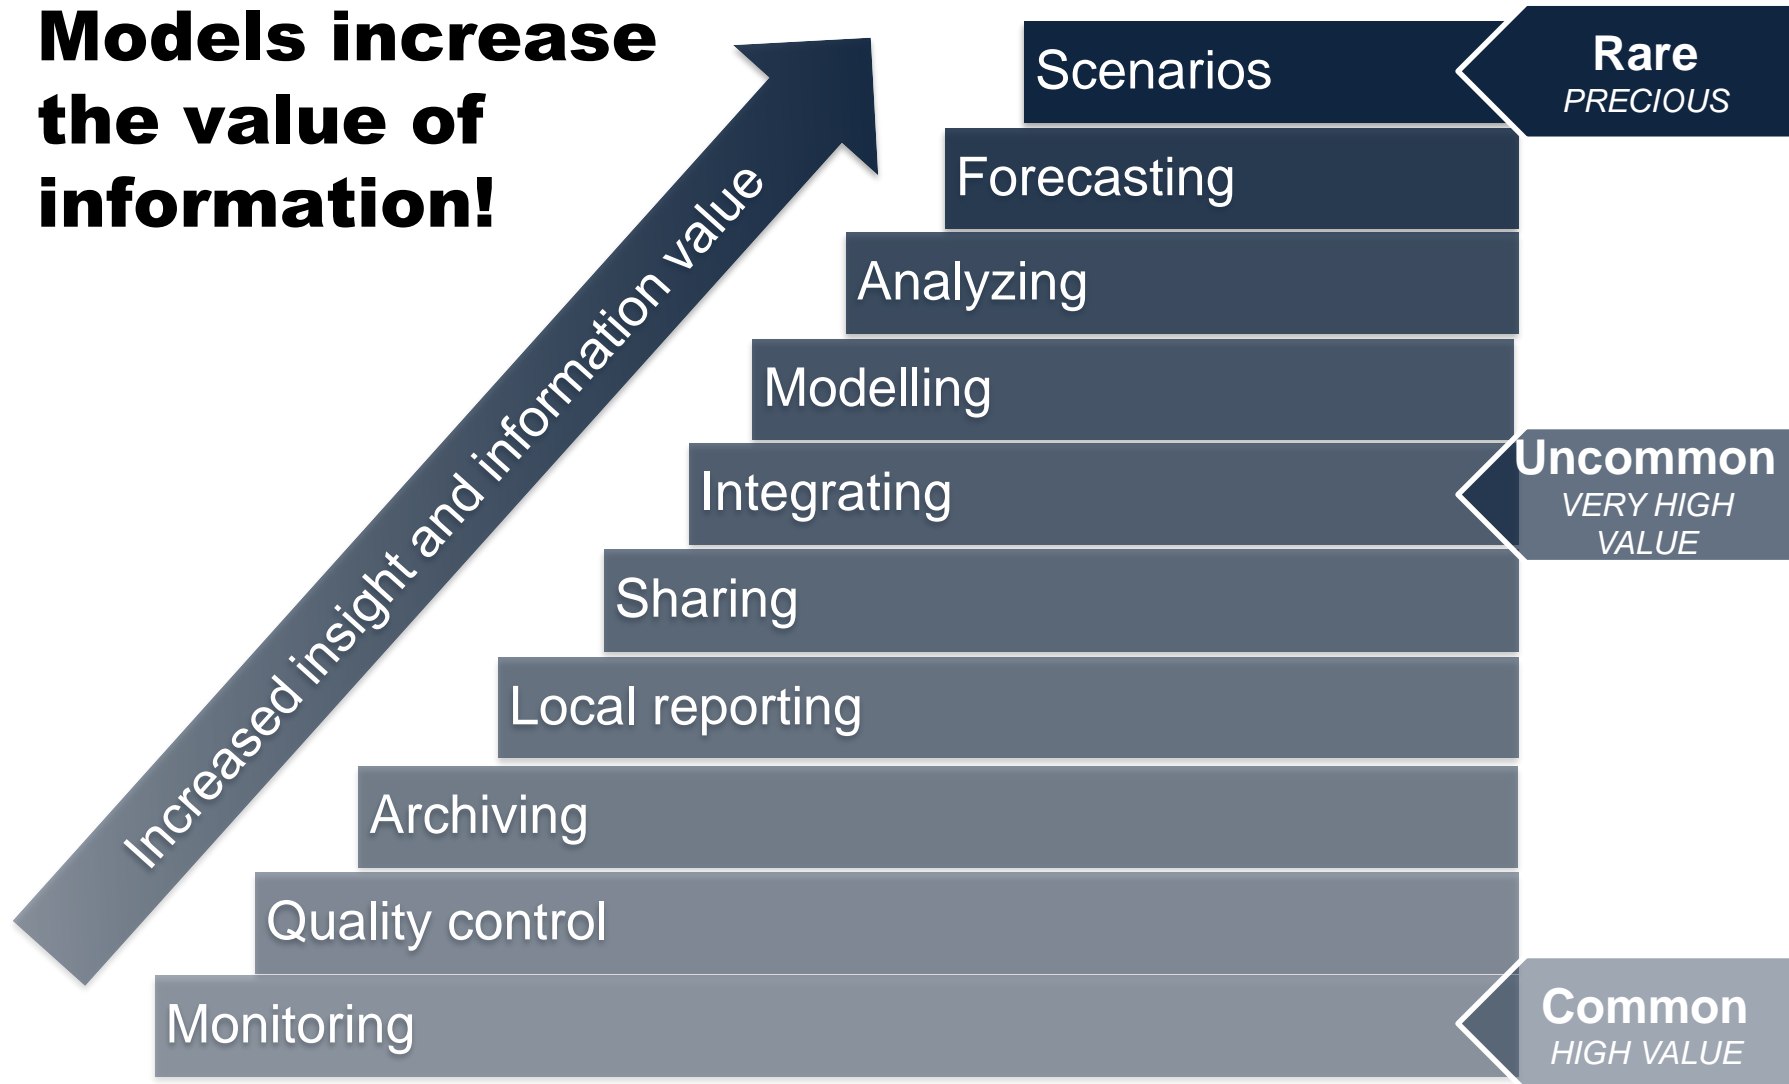 Models increase
the value of
information!
Increased insight and information value
Scenarios
Rare
PRECIOUS
Forecasting
Analyzing
Modelling
Integrating
Uncommon
VERY HIGH
VALUE
Sharing
Local reporting
Archiving
Quality control
Monitoring
Common
HIGH VALUE